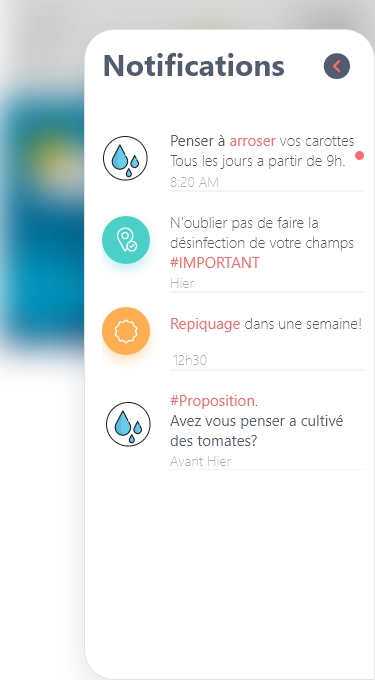 Notifications
Penser à arroser vos carottes
Tous les jours a partir de 9h.
8:20 AM
N'oublier pas de faire la
désinfection de votre champs
#IMPORTANT
Hier
Repiquage dans une semaine!
12h30
#Proposition.
Avez vous penser a cultivé
des tomates?
Avant Hier